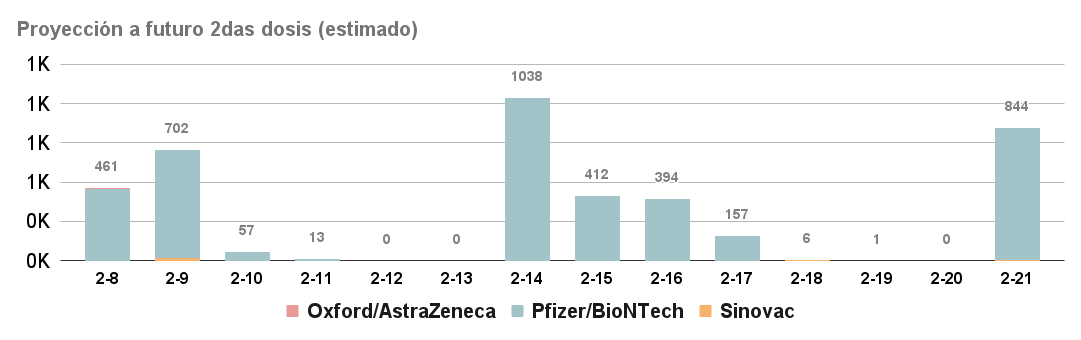 Proyección a futuro 2das dosis (estimado)
1K
1K
1K
1K
0K
0K
461
702
57
13
0
0
1038
412
394
157
6
1
0
844
2-8
2-9
2-10
2-11
2-12
2-13
2-14
2-15
2-16
2-17
2-18
2-19
2-20
2-21
Oxford/AstraZeneca
Pfizer/BioNTech
Sinovac